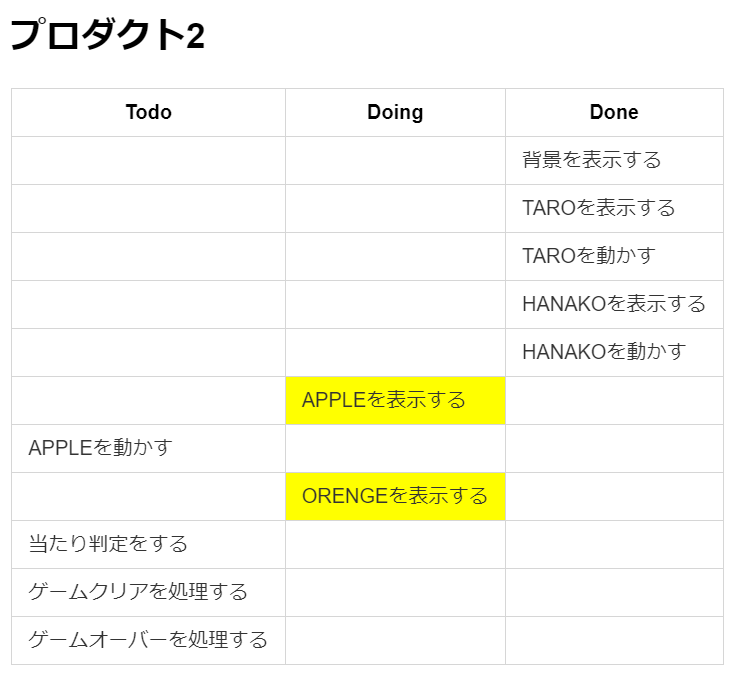 プロダクト2
Todo Doing Done
背景を表示する
TAROを表示する
TAROを動かす
HANAKOを表示する
HANAKOを動かす
APPLEを表示する
APPLEを動かす
ORENGEを表示する
当たり判定をする
ゲームクリアを処理する
ゲームオーバーを処理する